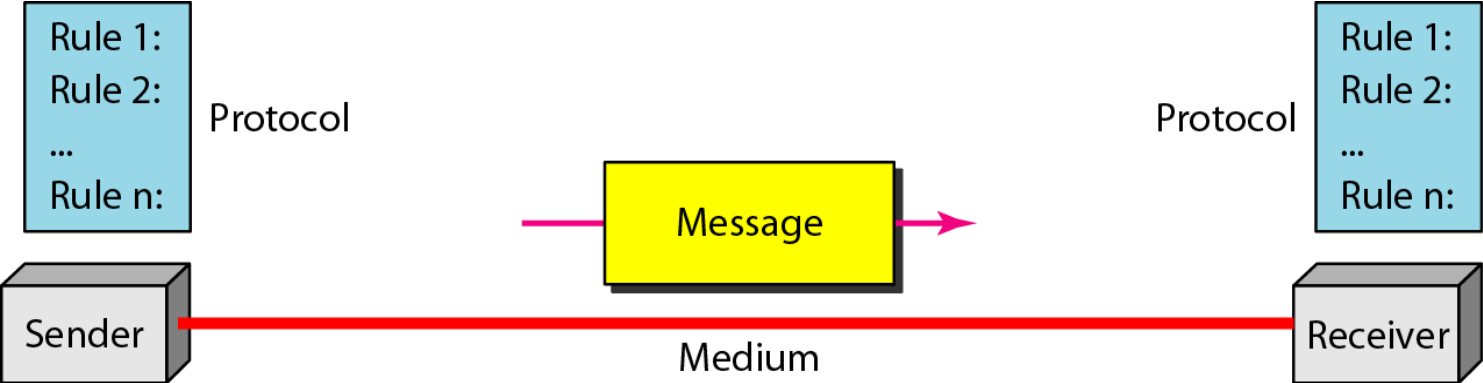 Rule 1:
Rule 2:
...
Rule n:
Protocol
Protocol
Rule 1:
Rule 2:
...
Rule n:
Message
Sender
Medium
Receiver